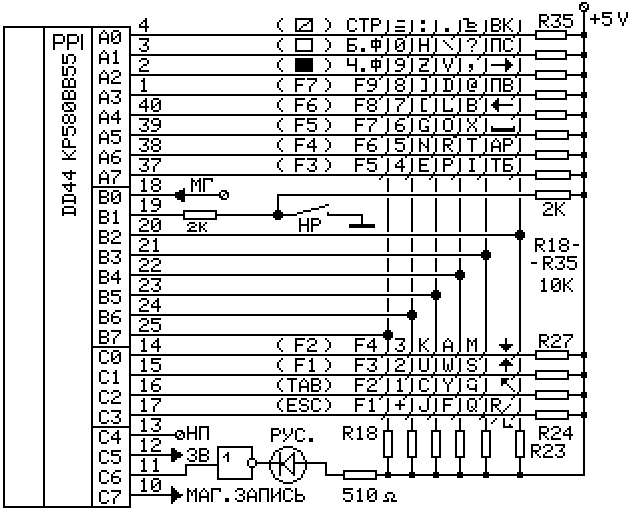 4 ( ) СТР = : . Ъ ВК R35 +5V
PPI A0
3 ( ) Б.Ф 0 H \ ? ПС
A1
2 ( ) Ч.Ф 9 Z V , →
A2
1 ( F7 ) F9 8 ] D @ ПВ
A3
40 ( F6 ) F8 7 [ L B ←
A4
39 ( F5 ) F7 6 G O X
A5
38 ( F4 ) F6 5 N R T АР
A6
37 ( F3 ) F5 4 E P I ТБ
A7
DD44 КР580ВВ55
18 МГ
B0
19 2К
B1 2К НР
20
B2
21 R18-
B3 -R35
22
B4 10К
23
B5
24
B6
25
B7
14 ( F2 ) F4 3 K A M R27
C0
15 ( F1 ) F3 2 U W S
C1
16 (TAB) F2 1 C Y G
C2
17 (ESC) F1 + J F Q R/
C3
13 НП РУС. R18 R24
C4
12 ЗВ R23
C5 1
11
C6
10 МАГ.ЗАПИСЬ 510 Ω
C7